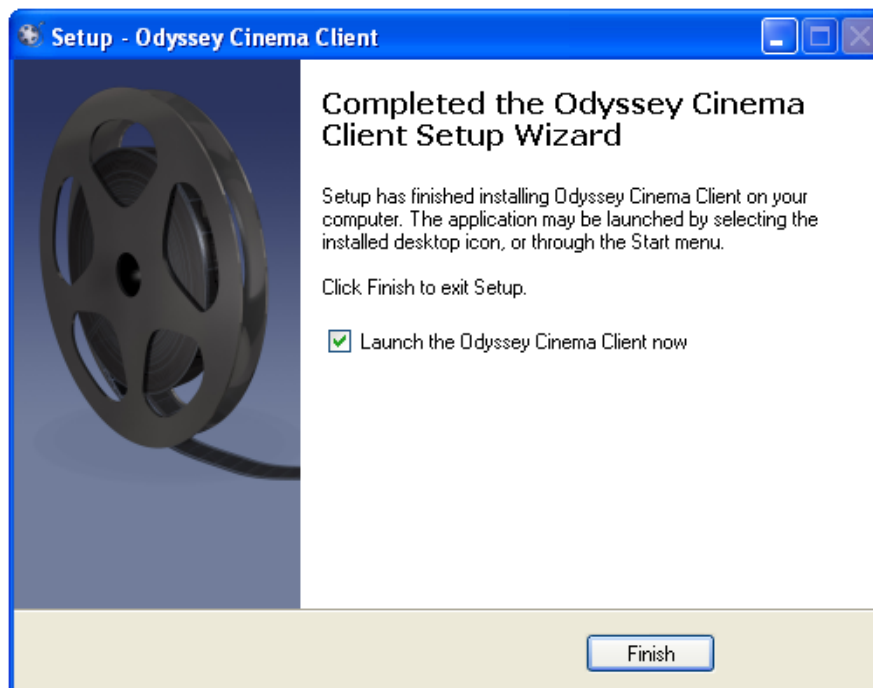 Setup - Odyssey Cinema Client
Completed the Odyssey Cinema
Client Setup Wizard
Setup has finished installing Odyssey Cinema Client on your
computer. The application may be launched by selecting the
installed desktop icon, or through the Start menu.
Click Finish to exit Setup.
Launch the Odyssey Cinema Client now
Finish